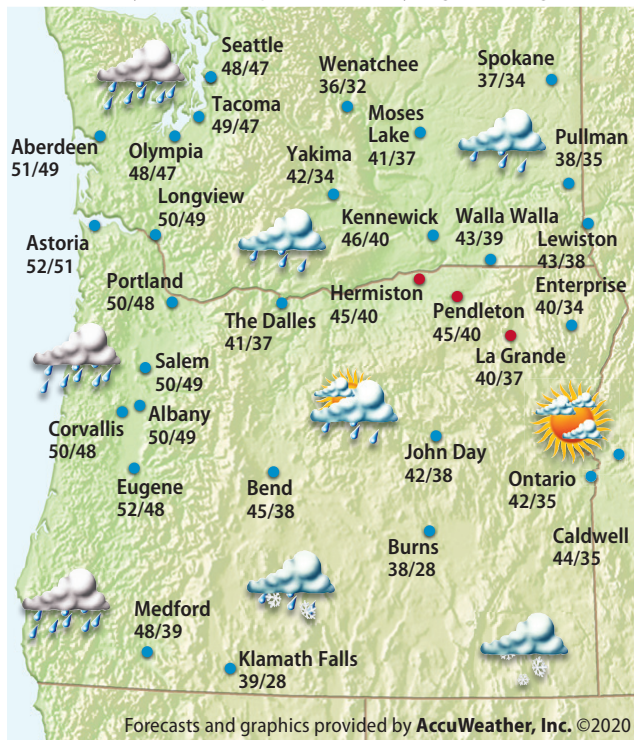 Seattle
48/47
Wenatchee
36/32
Spokane
37/34
Tacoma
49/47
Moses
Lake
41/37
Aberdeen
51/49
Olympia
48/47
Yakima
42/34
Pullman
38/35
Longview
50/49
Kennewick
46/40
Walla Walla
43/39
Lewiston
43/38
Astoria
52/51
Portland
50/48
The Dalles
41/37
Hermiston
45/40
Pendleton
45/40
Enterprise
40/34
La Grande
40/37
Salem
50/49
Albany
50/49
Corvallis
50/48
John Day
42/38
Ontario
42/35
Eugene
52/48
Bend
45/38
Burns
38/28
Caldwell
44/35
Medford
48/39
Klamath Falls
39/28
Forecasts and graphics provided by AccuWeather, Inc. ©2020